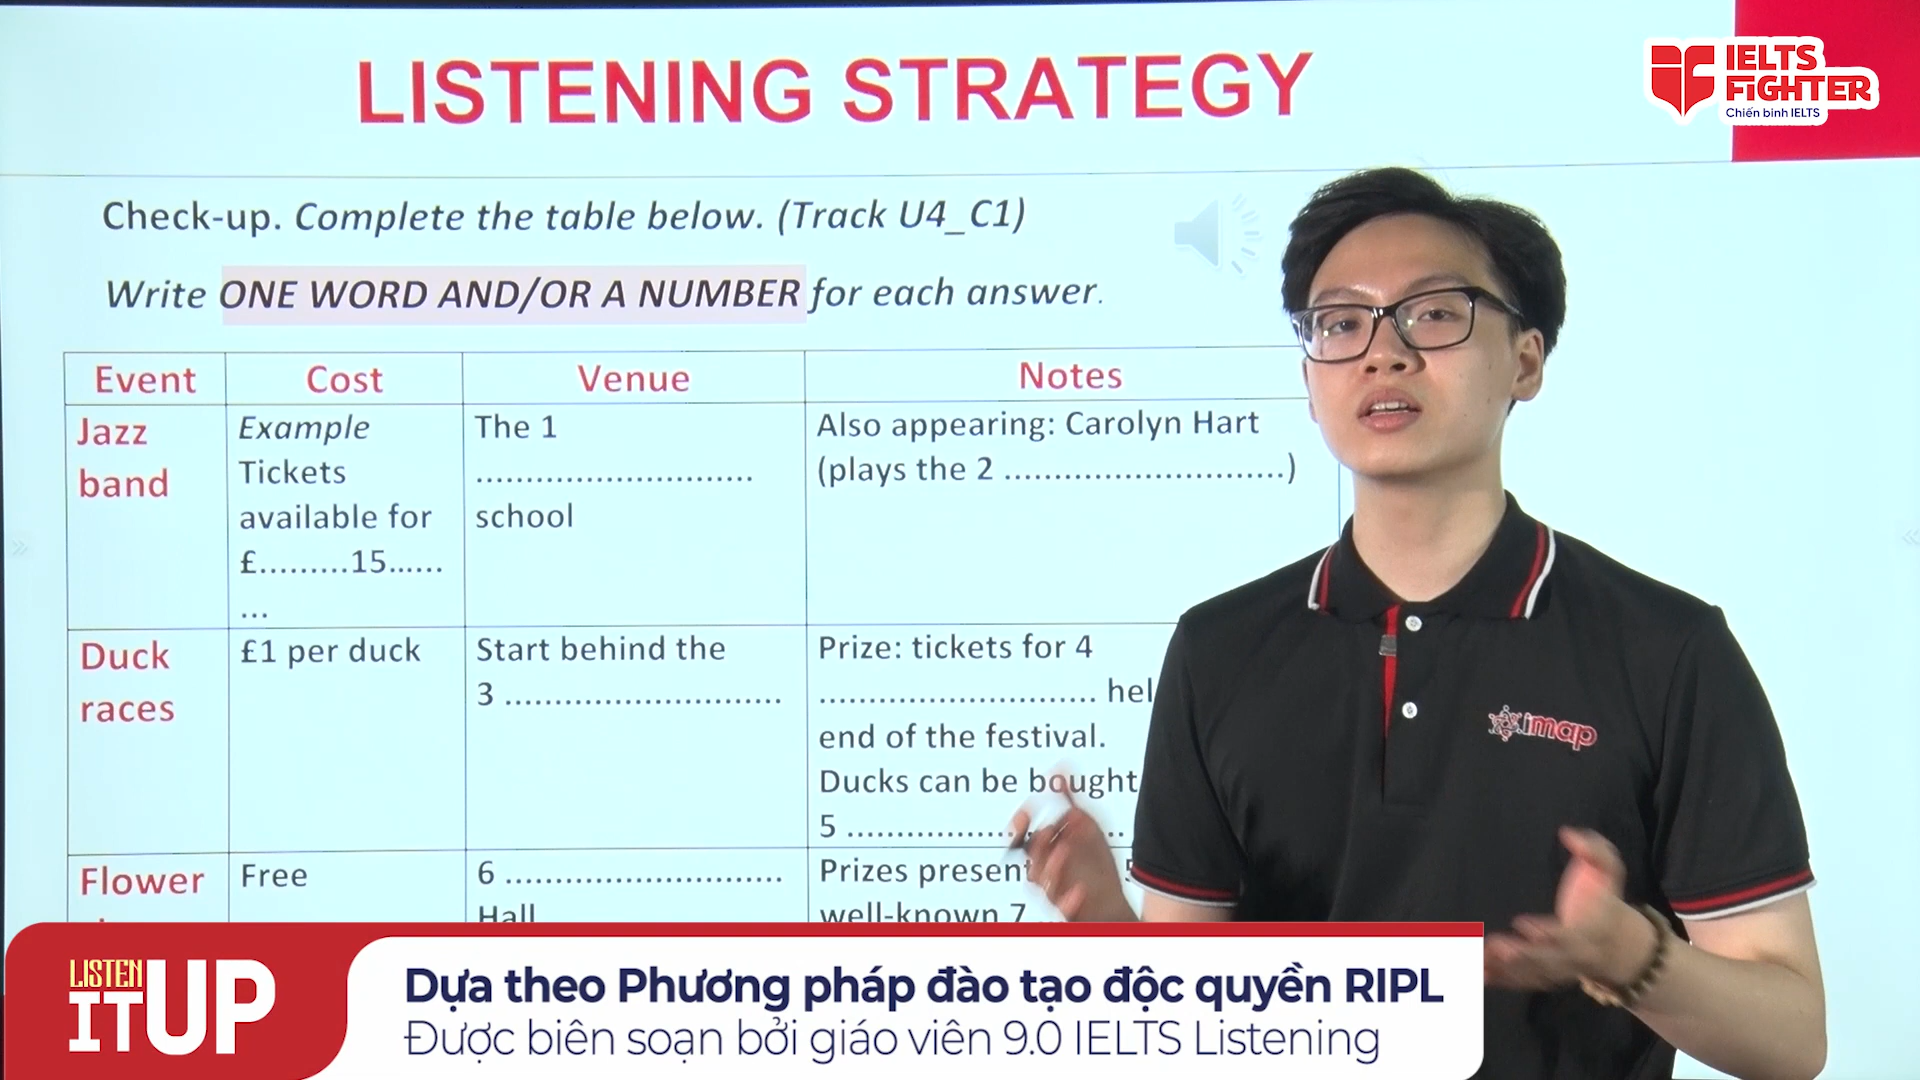 LISTENING STRATEGY
IELTS
FIGHTER
Chiến binh IELTS
Check-up. Complete the table below. (Track U4_C1)
Write ONE WORD AND/OR A NUMBER for each answer.
Event Cost Venue Notes
Jazz
band
Example
Tickets
available for
£.........15......
...
The 1
............................
school
Also appearing: Carolyn Hart
(plays the 2 ............................)
Duck
races
£1 per duck
Start behind the
3 ............................
Prize: tickets for 4
............................ hel
end of the festival.
Ducks can be bought
5 ............................
Flower
Free
6 ............................
Hall
Prizes present
well-known 7 ...
imap
LISTEN
IT UP
Dựa theo Phương pháp đào tạo độc quyền RIPL
Được biên soạn bởi giáo viên 9.0 IELTS Listening